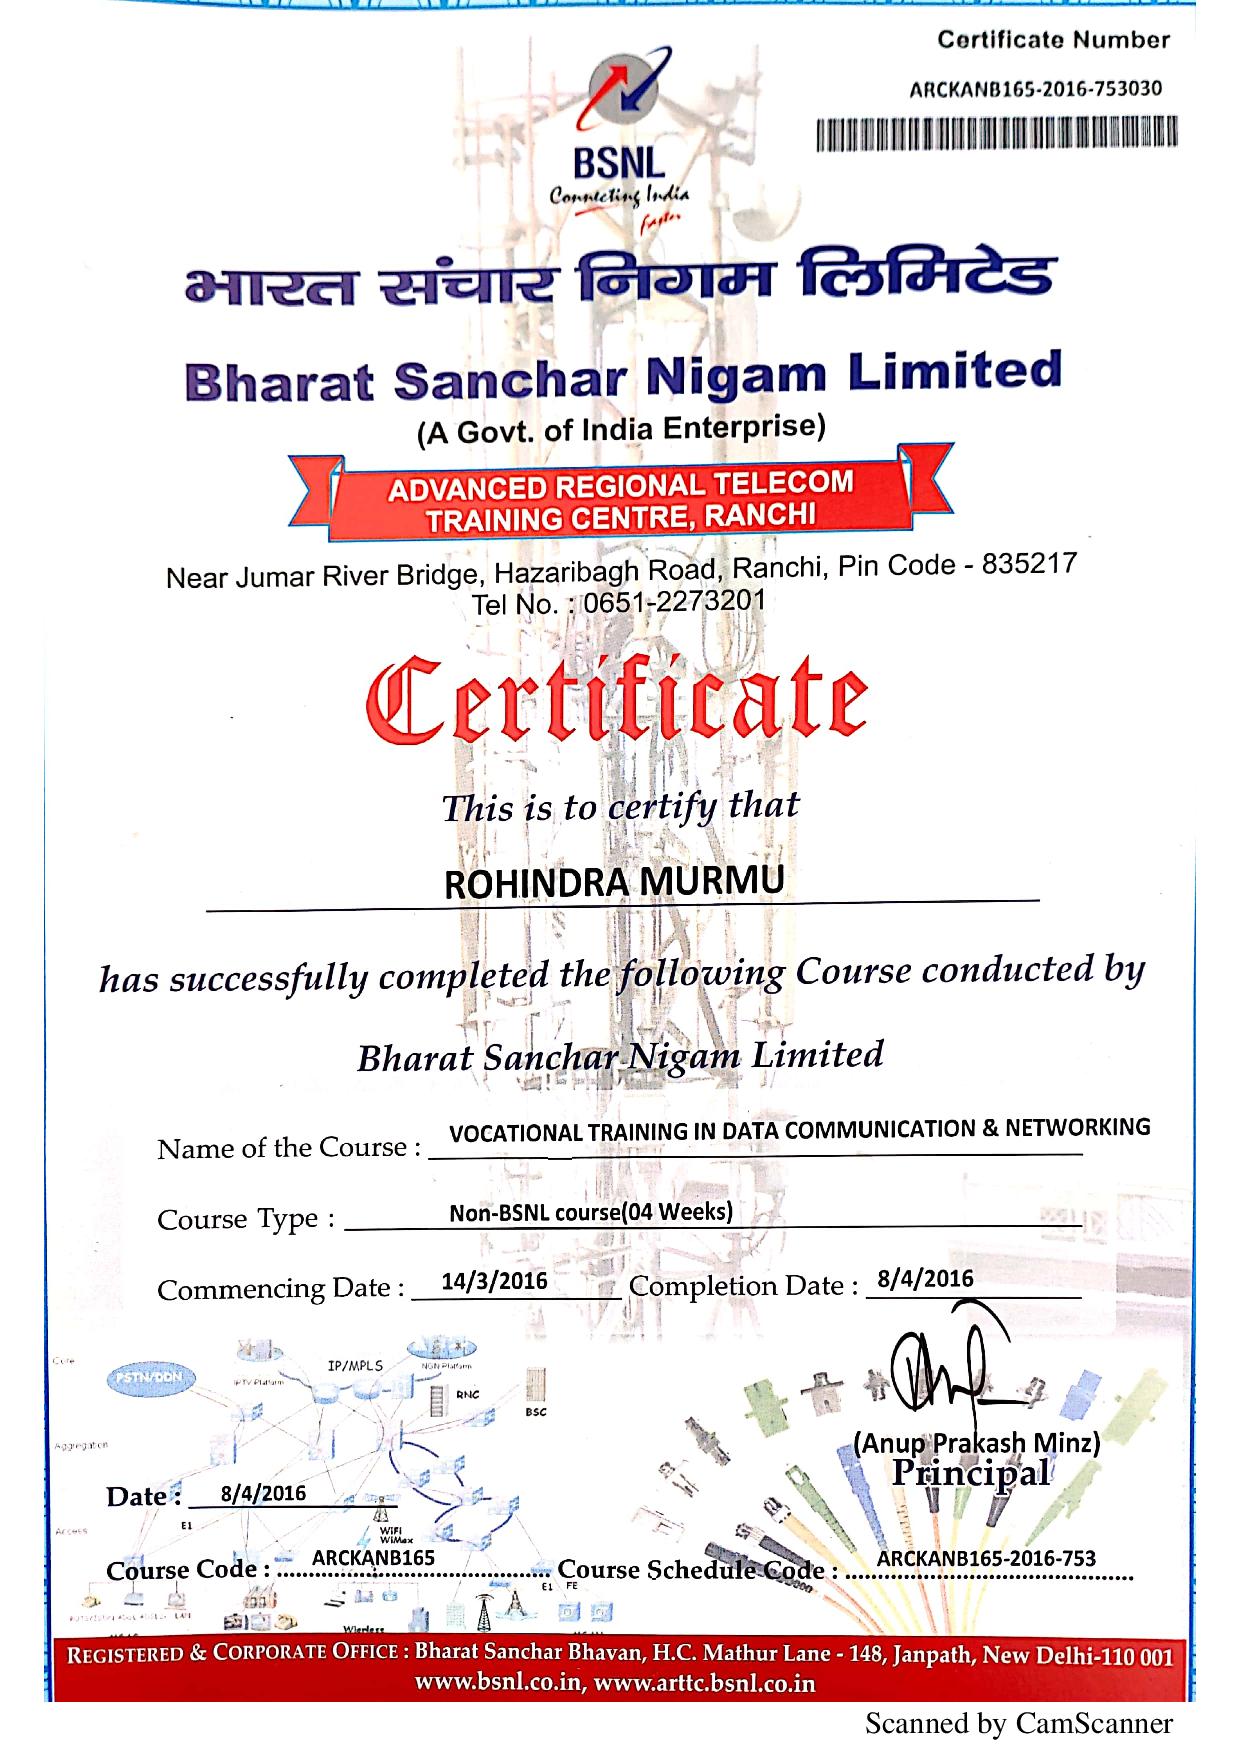 Certificate Number
ARCKANB165-2016-753030
BSNL
Connecting India
faster
भारत संचार निगम लिमिटेड
Bharat Sanchar Nigam Limited
(A Govt. of India Enterprise)
ADVANCED REGIONAL TELECOM
TRAINING CENTRE, RANCHI
Near Jumar River Bridge, Hazaribagh Road, Ranchi, Pin Code - 835217
Tel No. : 0651-2273201
Certificate
This is to certify that
ROHINDRA MURMU
has successfully completed the following Course conducted by
Bharat Sanchar Nigam Limited
Name of the Course : VOCATIONAL TRAINING IN DATA COMMUNICATION & NETWORKING
Course Type : Non-BSNL course(04 Weeks)
Commencing Date : 14/3/2016 Completion Date : 8/4/2016
Core
PSTN/DDN
IPTV Platform
IP/MPLS
NGN Platform
RNC
BSC
Aggregation
(Anup Prakash Minz)
Principal
Date : 8/4/2016
Access
E1
WiFi
WiMax
Course Code : ARCKANB165 Course Schedule Code : ARCKANB165-2016-753
E1 FE
Wireless
REGISTERED & CORPORATE OFFICE : Bharat Sanchar Bhavan, H.C. Mathur Lane - 148, Janpath, New Delhi-110 001
www.bsnl.co.in, www.arttc.bsnl.co.in
Scanned by CamScanner